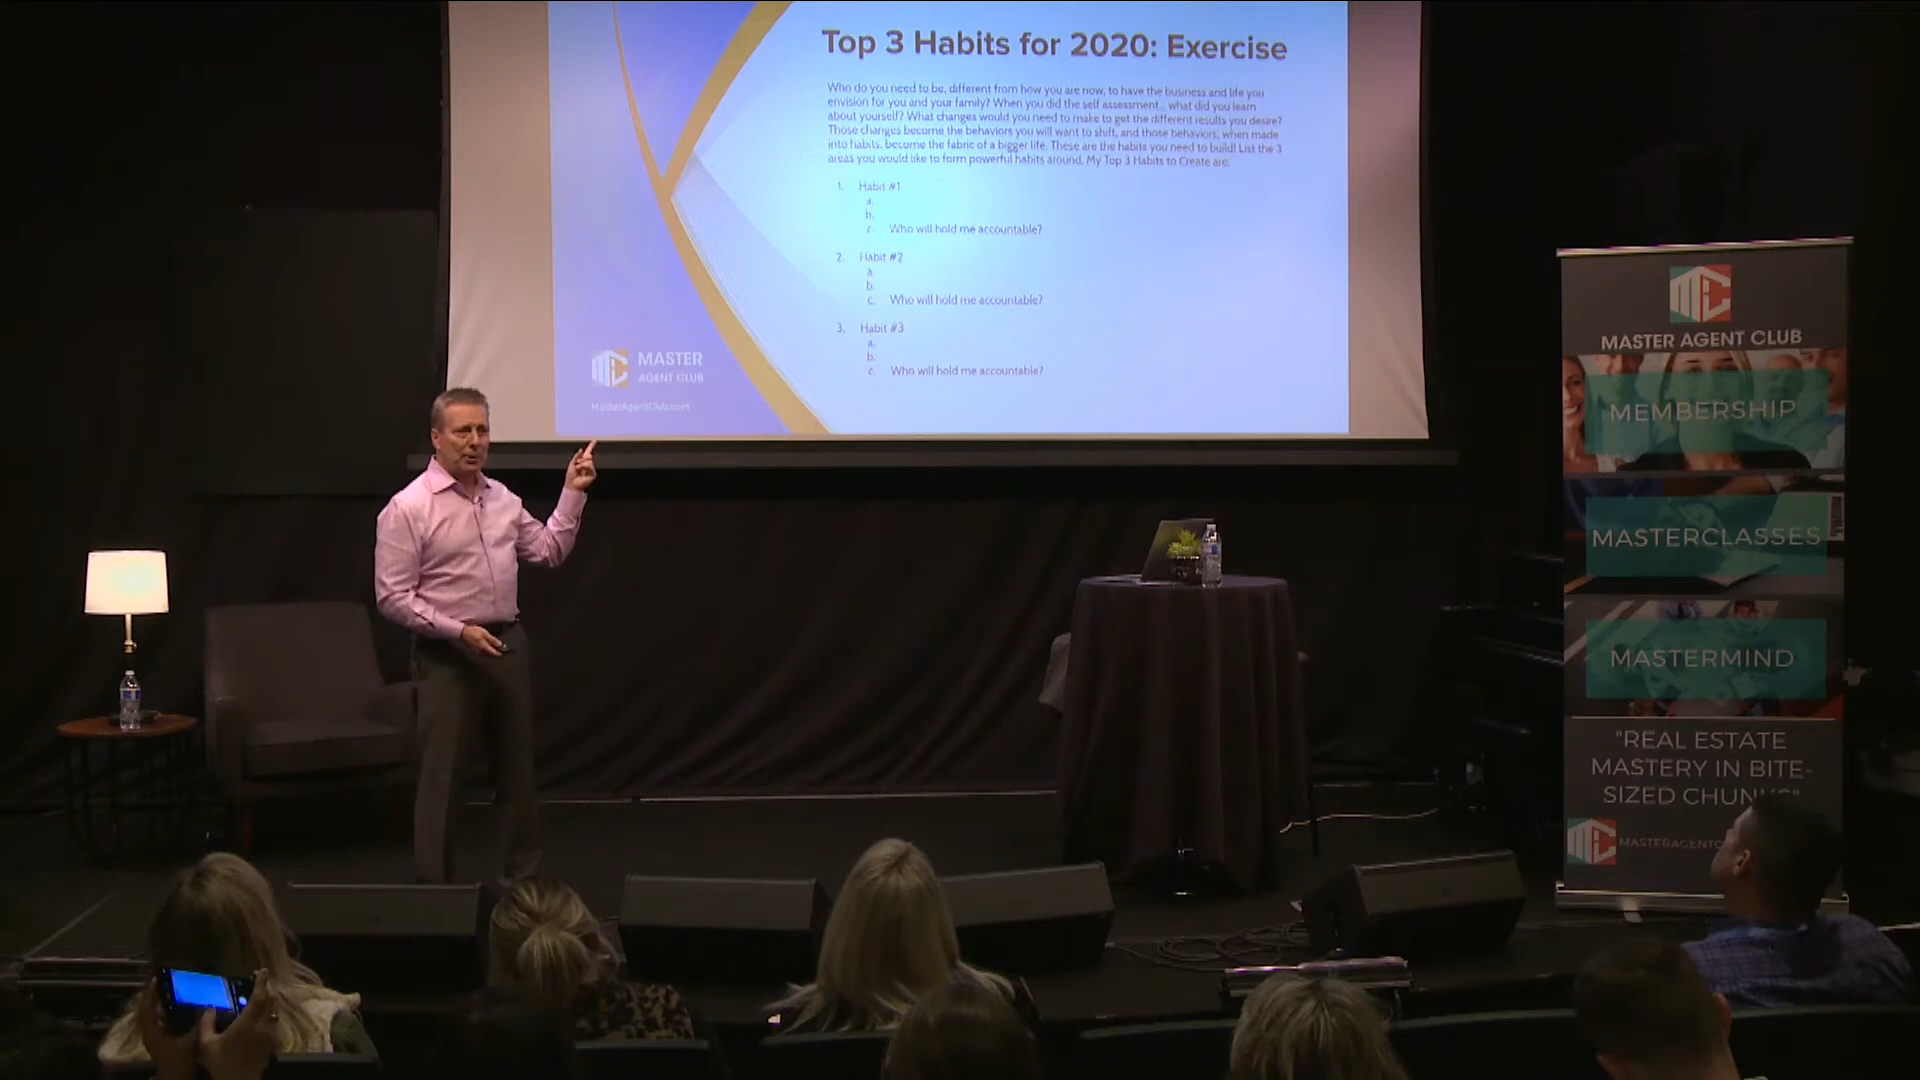 Top 3 Habits for 2020: Exercise
Who do you need to be, different from how you are now, to have the business and life you
envision for you and your family? When you did the self assessment... what did you learn
about yourself? What changes would you need to make to get the different results you desire?
Those changes become the behaviors you will want to shift, and those behaviors, when made
into habits, become the fabric of a bigger life. These are the habits you need to build! List the 3
areas you would like to form powerful habits around. My Top 3 Habits to Create are:
1. Habit #1
a.
b.
c. Who will hold me accountable?
2. Habit #2
a.
b.
c. Who will hold me accountable?
3. Habit #3
a.
b.
c. Who will hold me accountable?
MASTER
AGENT CLUB
MasterAgentClub.com
MASTER AGENT CLUB
MEMBERSHIP
MASTERCLASSES
MASTERMIND
"REAL ESTATE
MASTERY IN BITE-
SIZED CHUNKS"
MASTERAGENTC